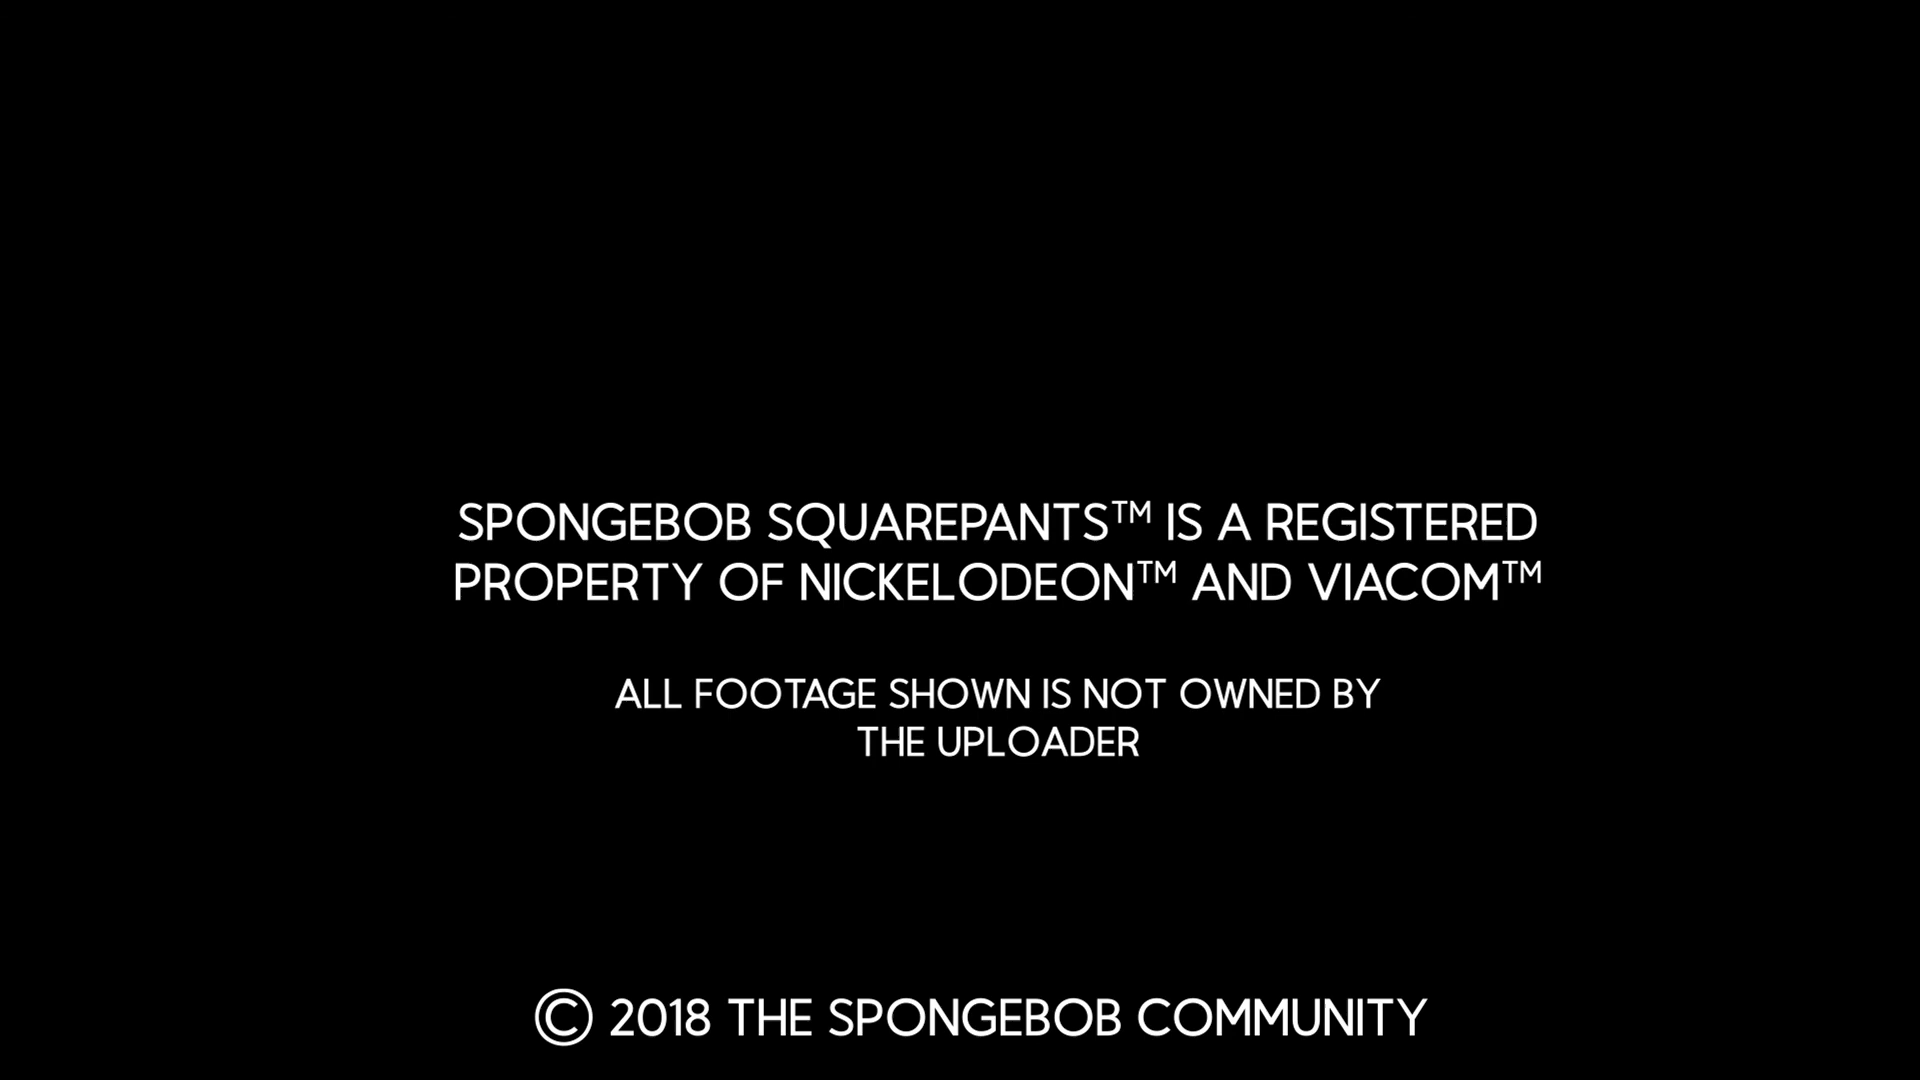 SPONGEBOB SQUAREPANTS™ IS A REGISTERED
PROPERTY OF NICKELODEON™ AND VIACOM™
ALL FOOTAGE SHOWN IS NOT OWNED BY
THE UPLOADER
© 2018 THE SPONGEBOB COMMUNITY